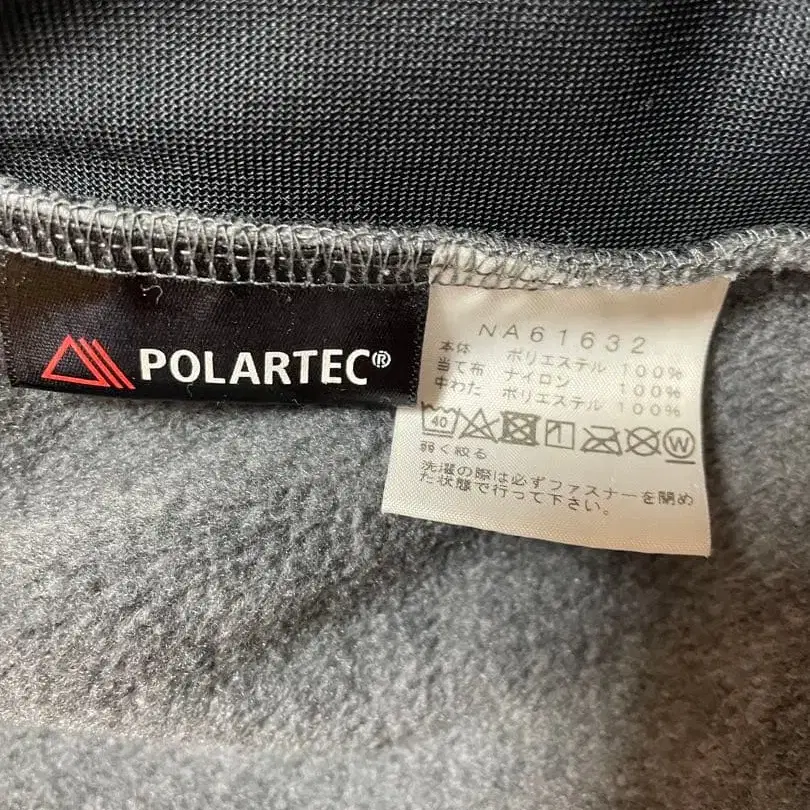 POLARTEC®
NA61632
本体 ポリエステル 100%
当て布 ナイロン 100%
中わた ポリエステル 100%
40 W
弱く絞る
洗濯の際は必ずファスナーを閉め
た状態で行って下さい。